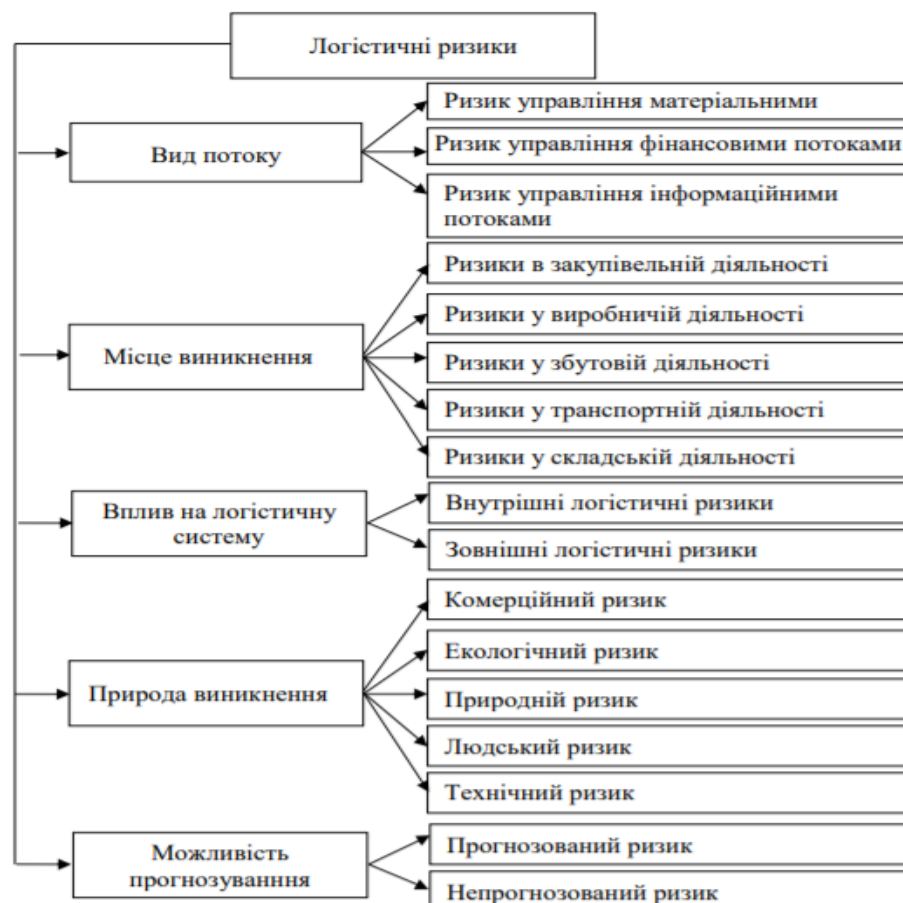 Логістичні ризики
Вид потоку
Ризик управління матеріальними
Ризик управління фінансовими потоками
Ризик управління інформаційними
потоками
Місце виникнення
Ризики в закупівельній діяльності
Ризики у виробничій діяльності
Ризики у збутовій діяльності
Ризики у транспортній діяльності
Ризики у складській діяльності
Вплив на логістичну
систему
Внутрішні логістичні ризики
Зовнішні логістичні ризики
Природа виникнення
Комерційний ризик
Екологічний ризик
Природній ризик
Людський ризик
Технічний ризик
Можливість
прогнозуванння
Прогнозований ризик
Непрогнозований ризик